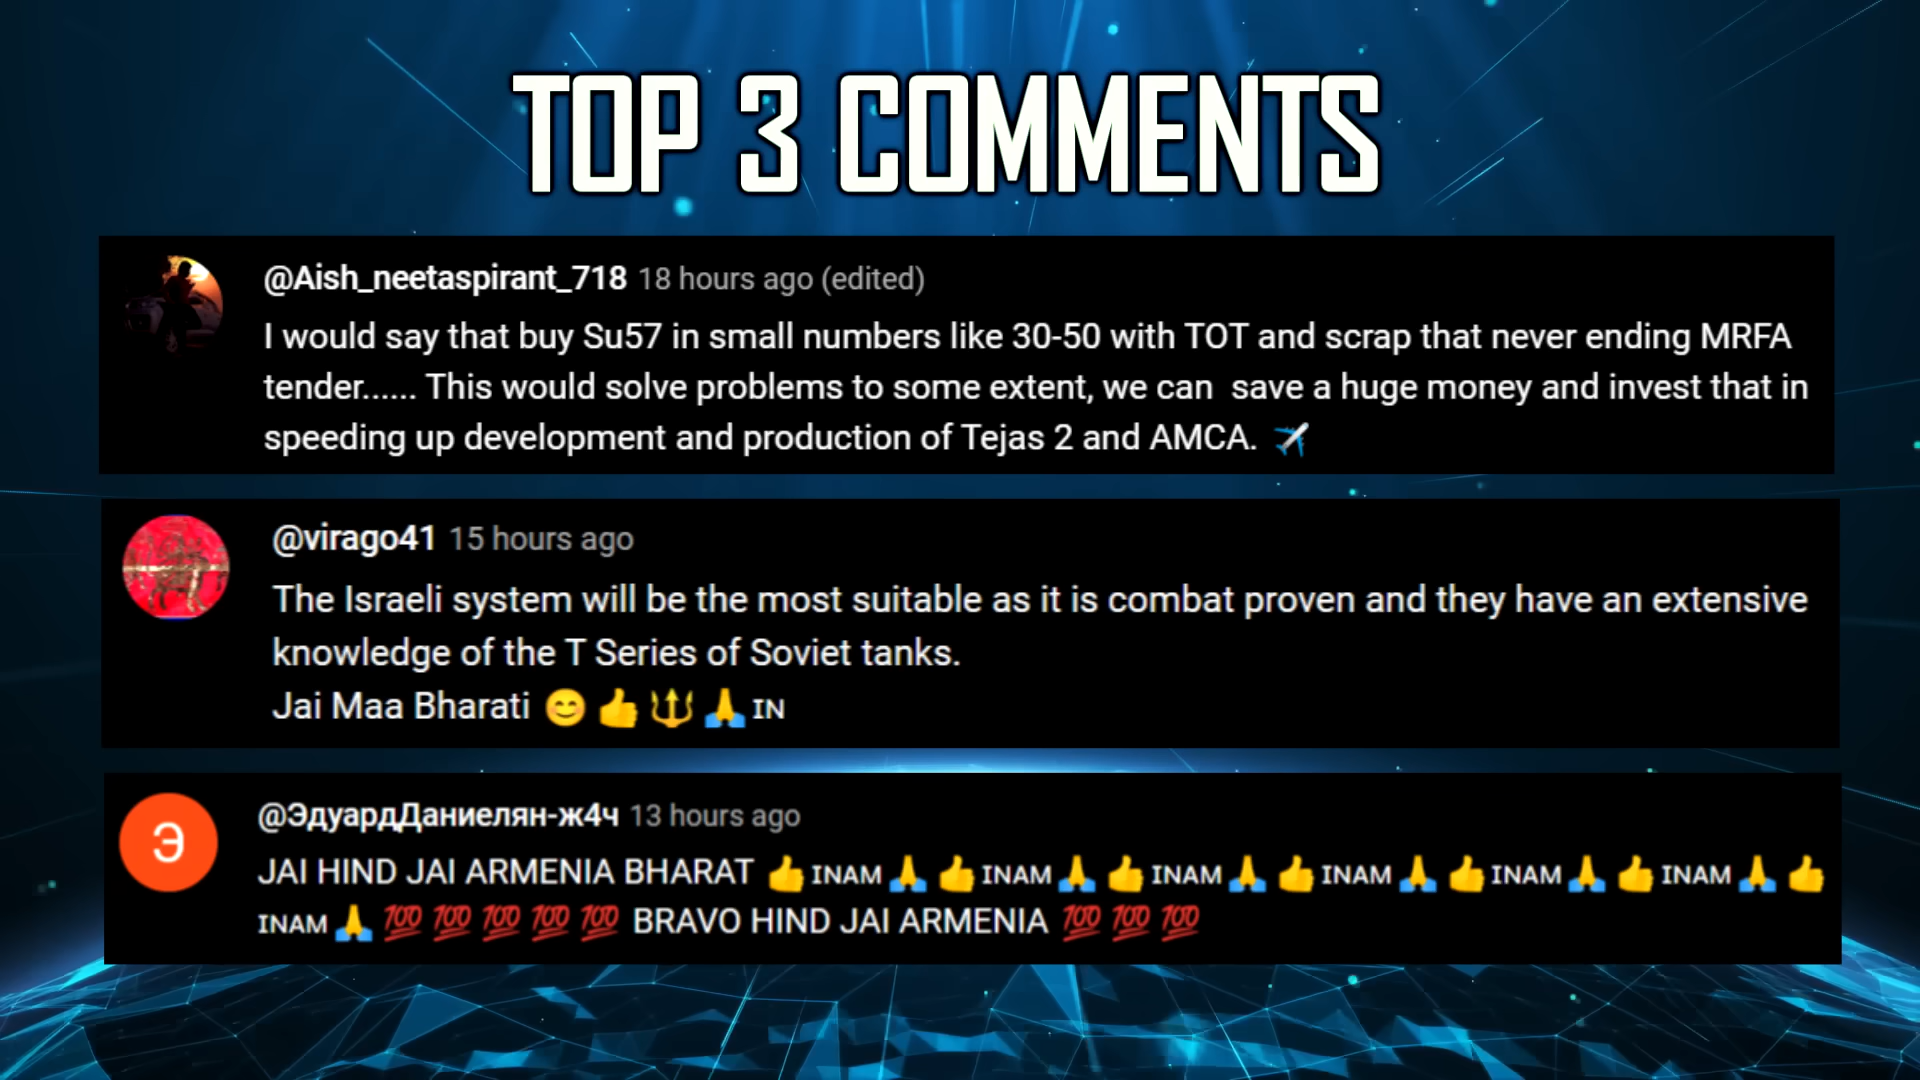 TOP 3 COMMENTS
@Aish_neetaspirant_718 18 hours ago (edited)
I would say that buy Su57 in small numbers like 30-50 with TOT and scrap that never ending MRFA
tender...... This would solve problems to some extent, we can  save a huge money and invest that in
speeding up development and production of Tejas 2 and AMCA. ✈️
@virago41 15 hours ago
The Israeli system will be the most suitable as it is combat proven and they have an extensive
knowledge of the T Series of Soviet tanks.
Jai Maa Bharati 😊 👍 🔱 🙏 IN
Э
@ЭдуардДаниелян-ж4ч 13 hours ago
JAI HIND JAI ARMENIA BHARAT 👍 INAM 🙏 👍 INAM 🙏 👍 INAM 🙏 👍 INAM 🙏 👍 INAM 🙏 👍 INAM 🙏 👍
INAM 🙏 💯 💯 💯 💯 💯 BRAVO HIND JAI ARMENIA 💯 💯 💯